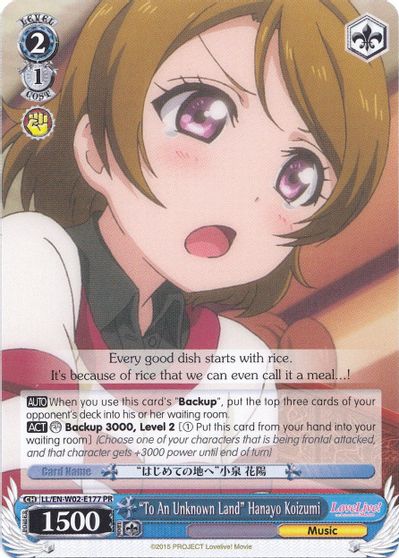 LEVEL
2
1
COST
Every good dish starts with rice.
It's because of rice that we can even call it a meal...!
AUTO When you use this card's "Backup", put the top three cards of your
opponent's deck into his or her waiting room.
ACT Backup 3000, Level 2 [① Put this card from your hand into your
waiting room] (Choose one of your characters that is being frontal attacked,
and that character gets +3000 power until end of turn)
Card Name
“はじめての地へ”小泉 花陽
LL/EN-W02-E177 PR
POWER
1500
“To An Unknown Land” Hanayo Koizumi
LoveLive!
Music
©2015 PROJECT Lovelive! Movie